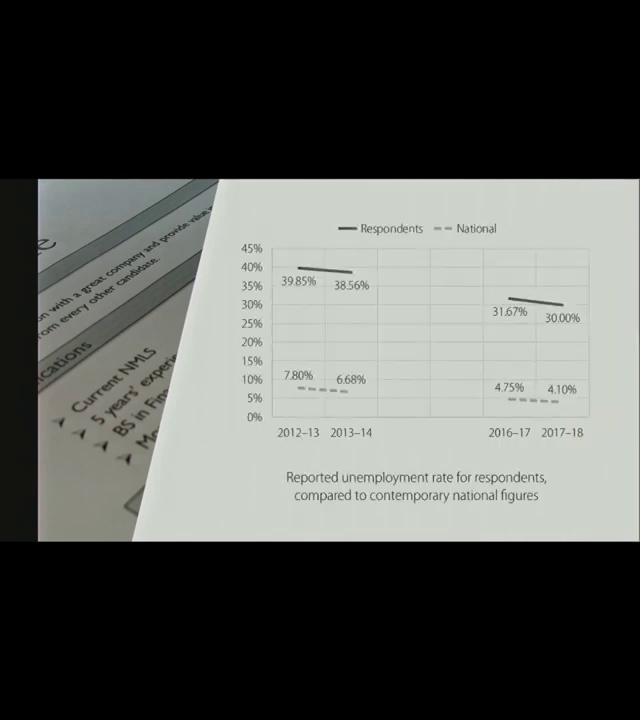 on with a great company and provide value
om every other candidate.
ications
Current NMLS
5 years' experi
BS in Fin
Respondents National
45%
40%
35%
30%
25%
20%
15%
10%
5%
0%
39.85% 38.56%
31.67% 30.00%
7.80% 6.68%
4.75% 4.10%
2012–13 2013–14 2016–17 2017–18
Reported unemployment rate for respondents,
compared to contemporary national figures